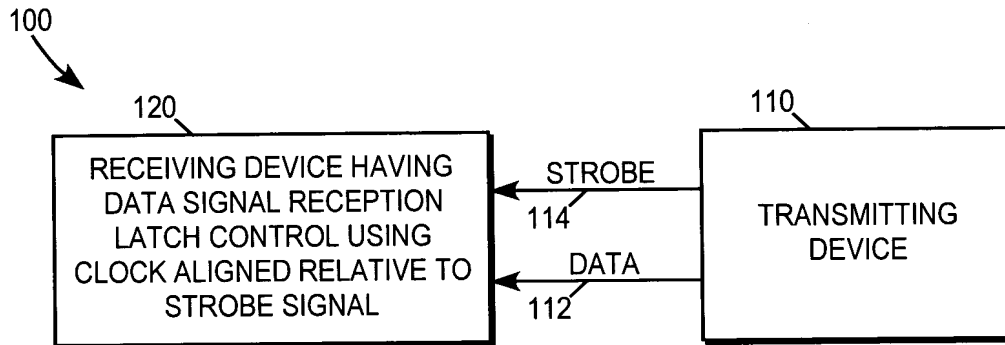 100
120
110
RECEIVING DEVICE HAVING
DATA SIGNAL RECEPTION
LATCH CONTROL USING
CLOCK ALIGNED RELATIVE TO
STROBE SIGNAL
STROBE
114
DATA
112
TRANSMITTING
DEVICE